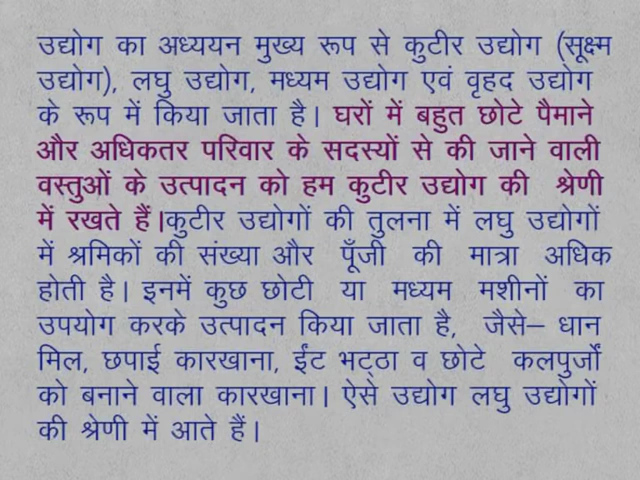 उद्योग का अध्ययन मुख्य रूप से कुटीर उद्योग (सूक्ष्म
उद्योग), लघु उद्योग, मध्यम उद्योग एवं वृहद उद्योग
के रूप में किया जाता है। घरों में बहुत छोटे पैमाने
और अधिकतर परिवार के सदस्यों से की जाने वाली
वस्तुओं के उत्पादन को हम कुटीर उद्योग की श्रेणी
में रखते हैं।कुटीर उद्योगों की तुलना में लघु उद्योगों
में श्रमिकों की संख्या और पूँजी की मात्रा अधिक
होती है। इनमें कुछ छोटी या मध्यम मशीनों का
उपयोग करके उत्पादन किया जाता है, जैसे– धान
मिल, छपाई कारखाना, ईंट भट्ठा व छोटे कलपुर्जों
को बनाने वाला कारखाना। ऐसे उद्योग लघु उद्योगों
की श्रेणी में आते हैं।